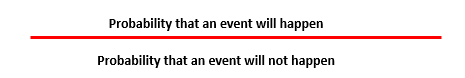 Probability that an event will happen
Probability that an event will not happen